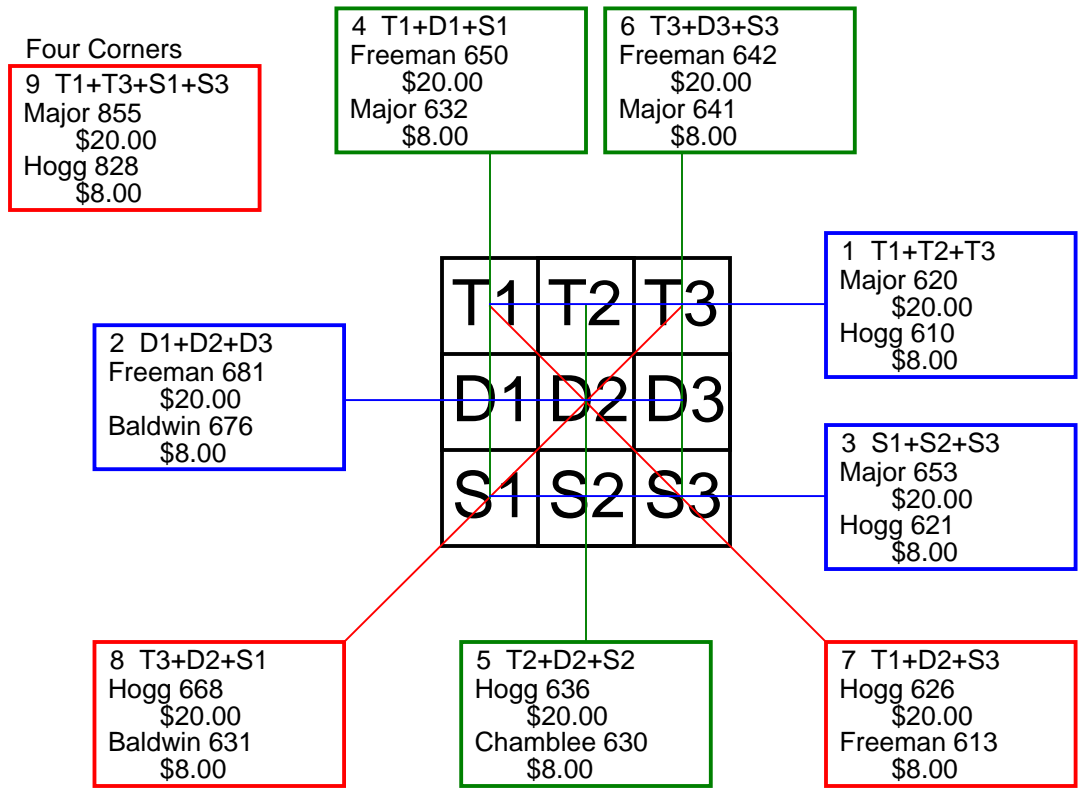 Four Corners
9 T1+T3+S1+S3
Major 855
$20.00
Hogg 828
$8.00
4 T1+D1+S1
Freeman 650
$20.00
Major 632
$8.00
6 T3+D3+S3
Freeman 642
$20.00
Major 641
$8.00
1 T1+T2+T3
Major 620
$20.00
Hogg 610
$8.00
T1 T2 T3
D1 D2 D3
S1 S2 S3
2 D1+D2+D3
Freeman 681
$20.00
Baldwin 676
$8.00
3 S1+S2+S3
Major 653
$20.00
Hogg 621
$8.00
8 T3+D2+S1
Hogg 668
$20.00
Baldwin 631
$8.00
5 T2+D2+S2
Hogg 636
$20.00
Chamblee 630
$8.00
7 T1+D2+S3
Hogg 626
$20.00
Freeman 613
$8.00